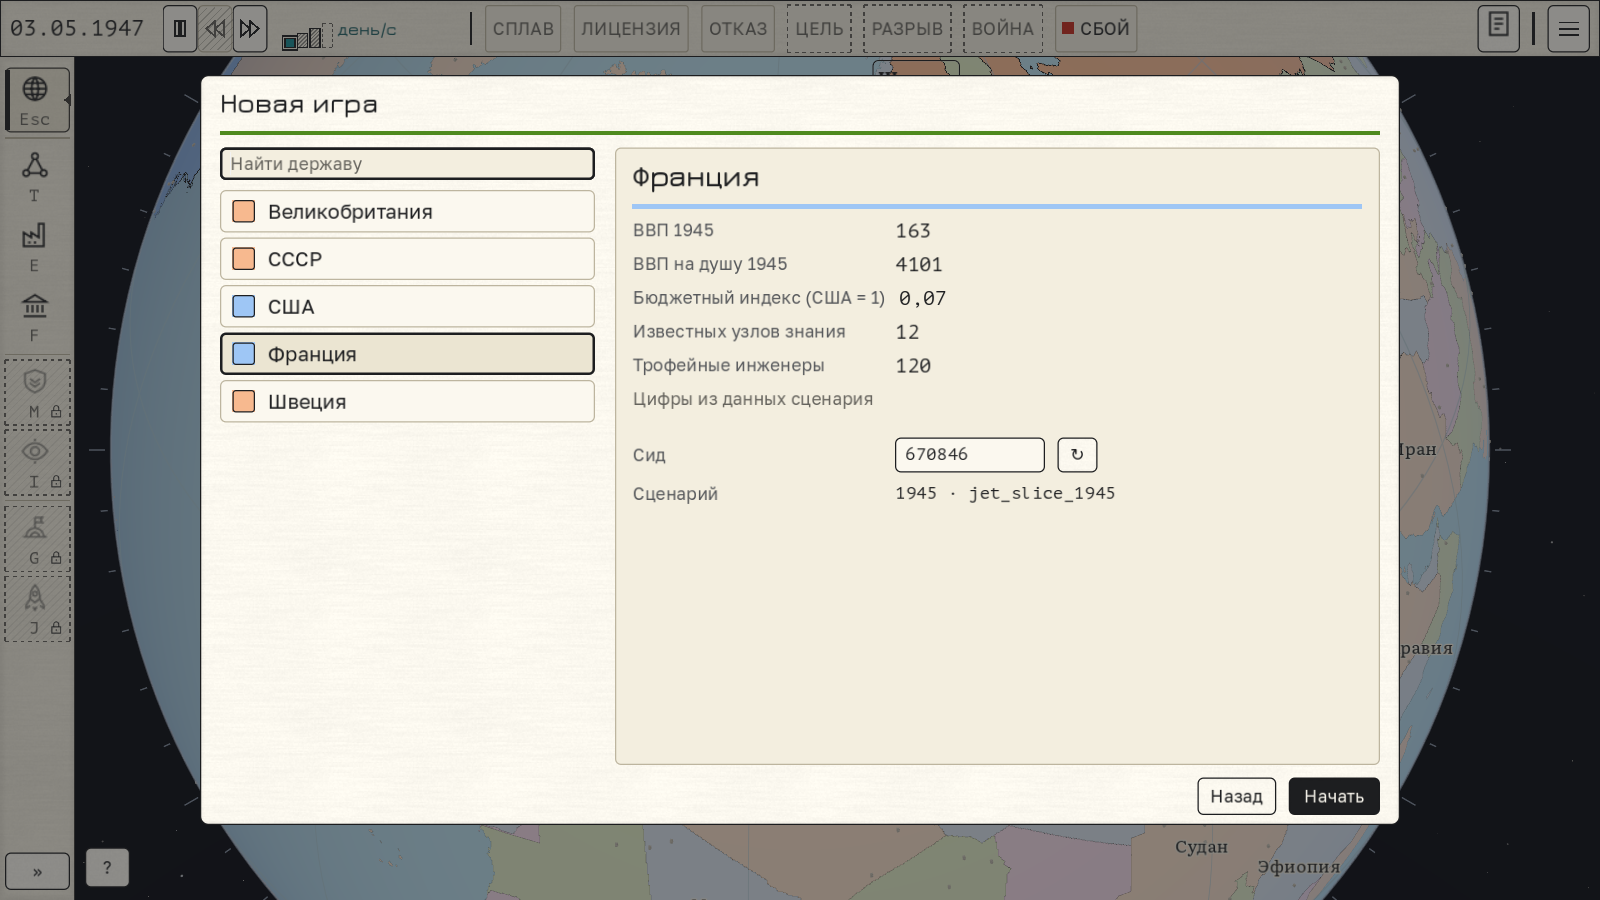 03.05.1947
день/с
СПЛАВ
ЛИЦЕНЗИЯ
ОТКАЗ
ЦЕЛЬ
РАЗРЫВ
ВОЙНА
СБОЙ
Esc
T
E
F
M
I
G
J
»
?
Новая игра
Найти державу
Великобритания
СССР
США
Франция
Швеция
Франция
ВВП 1945 163
ВВП на душу 1945 4101
Бюджетный индекс (США = 1) 0,07
Известных узлов знания 12
Трофейные инженеры 120
Цифры из данных сценария
Сид 670846 ↻
Сценарий 1945 · jet_slice_1945
Назад
Начать
Судан
Эфиопия